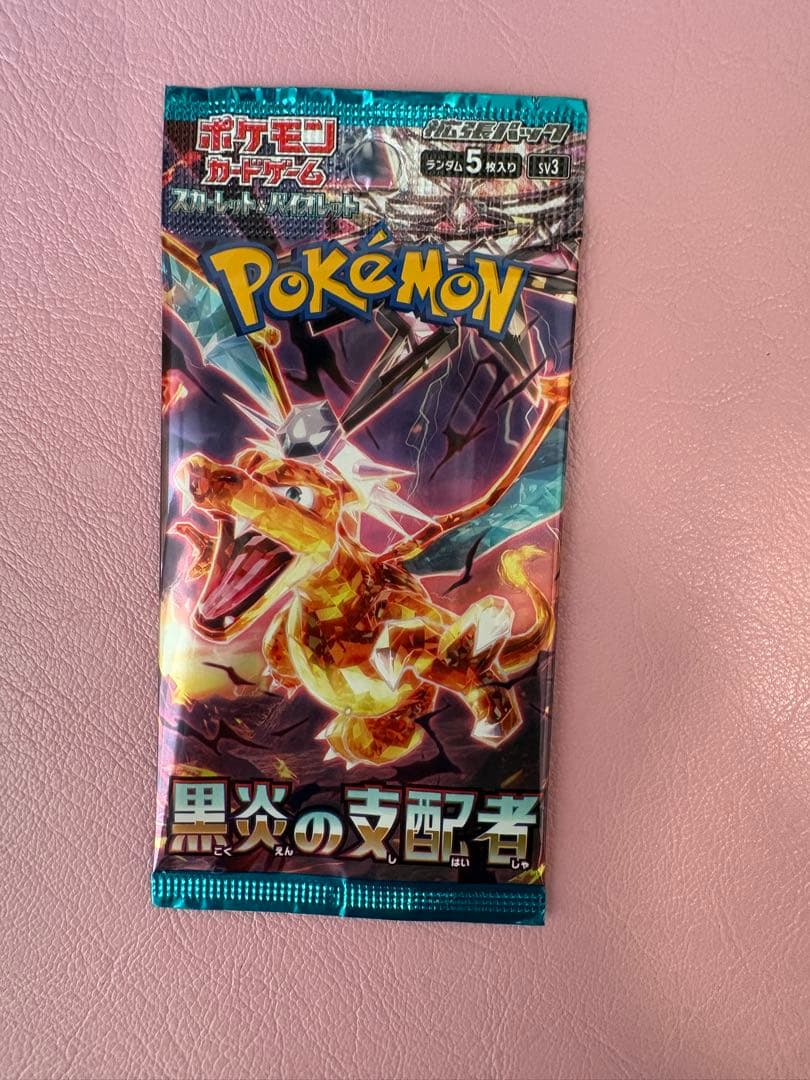 ポケモン
カードゲーム
スカーレット&バイオレット
拡張パック
ランダム5枚入り
SV3
POKéMON
黒炎の支配者
こくえん しはいしゃ